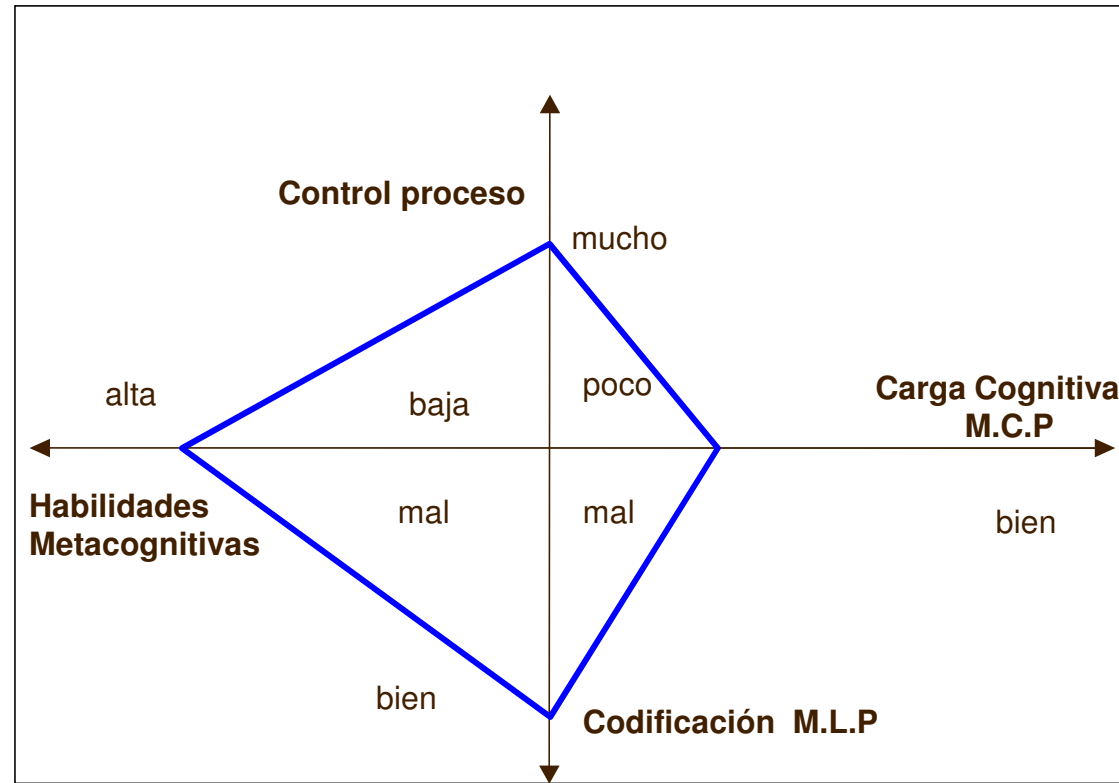 Control proceso
mucho
poco
alta
baja
Carga Cognitiva
M.C.P
Habilidades
Metacognitivas
mal
mal
bien
bien
Codificación M.L.P